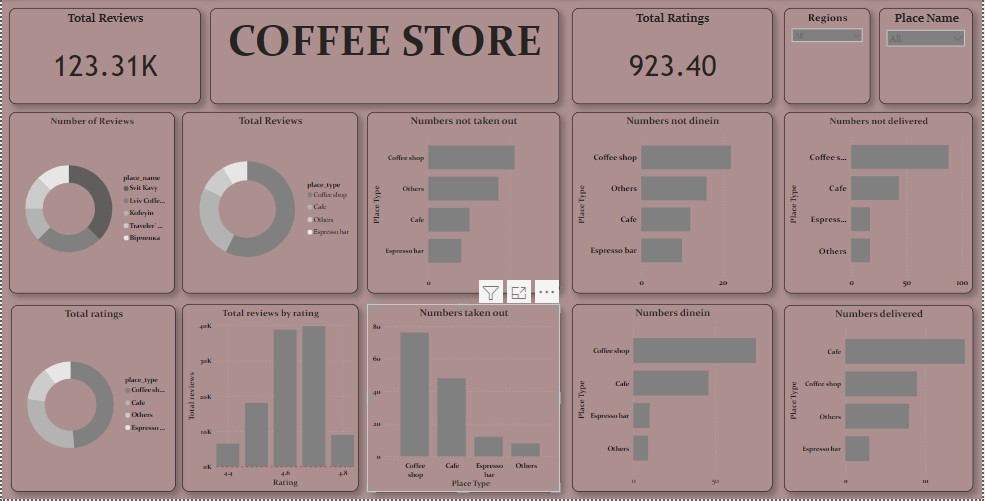 Total Reviews
123.31K
COFFEE STORE
Total Ratings
923.40
Regions
All
Place Name
All
Number of Reviews
place_name
Svit Kavy
Lviv Coffe...
Kofeyin
Traveler`...
Вірменка
Total Reviews
place_type
Coffee shop
Cafe
Others
Espresso bar
Numbers not taken out
Place Type
Coffee shop
Others
Cafe
Espresso bar
0
Numbers not dinein
Place Type
Coffee shop
Others
Cafe
Espresso bar
0 20
Numbers not delivered
Place Type
Coffee s...
Cafe
Espress...
Others
0 50 100
Total ratings
place_type
Coffee sh...
Cafe
Others
Espresso ...
Total reviews by rating
Total reviews
40K
30K
20K
10K
0K
4.4 4.6 4.8
Rating
Numbers taken out
80
60
40
20
0
Coffee shop
Cafe
Espresso bar
Others
Place Type
Numbers dinein
Place Type
Coffee shop
Cafe
Espresso bar
Others
0 50
Numbers delivered
Place Type
Cafe
Coffee shop
Others
Espresso bar
0 10